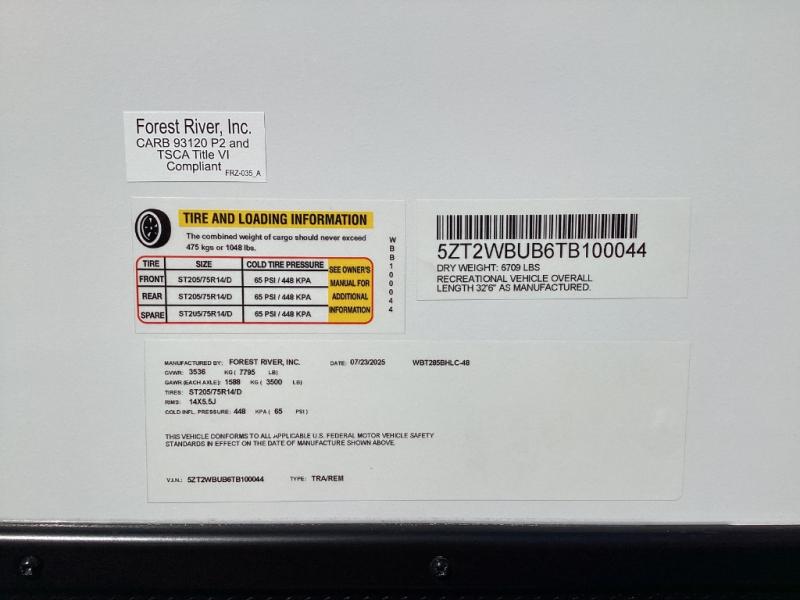 Forest River, Inc.
CARB 93120 P2 and
TSCA Title VI
Compliant
FRZ-035_A
TIRE AND LOADING INFORMATION
The combined weight of cargo should never exceed
475 kgs or 1048 lbs.
TIRE SIZE COLD TIRE PRESSURE SEE OWNER'S MANUAL FOR ADDITIONAL INFORMATION
FRONT ST205/75R14/D 65 PSI / 448 KPA
REAR ST205/75R14/D 65 PSI / 448 KPA
SPARE ST205/75R14/D 65 PSI / 448 KPA
WBB100044
5ZT2WBUB6TB100044
DRY WEIGHT: 6709 LBS
RECREATIONAL VEHICLE OVERALL
LENGTH 32'6" AS MANUFACTURED.
MANUFACTURED BY: FOREST RIVER, INC. DATE: 07/23/2025 WBT285BHLC-48
GVWR: 3536 KG ( 7795 LB)
GAWR (EACH AXLE): 1588 KG ( 3500 LB)
TIRES: ST205/75R14/D
RIMS: 14X5.5J
COLD INFL. PRESSURE: 448 KPA ( 65 PSI )
THIS VEHICLE CONFORMS TO ALL APPLICABLE U.S. FEDERAL MOTOR VEHICLE SAFETY
STANDARDS IN EFFECT ON THE DATE OF MANUFACTURE SHOWN ABOVE.
V.I.N.: 5ZT2WBUB6TB100044 TYPE: TRA/REM